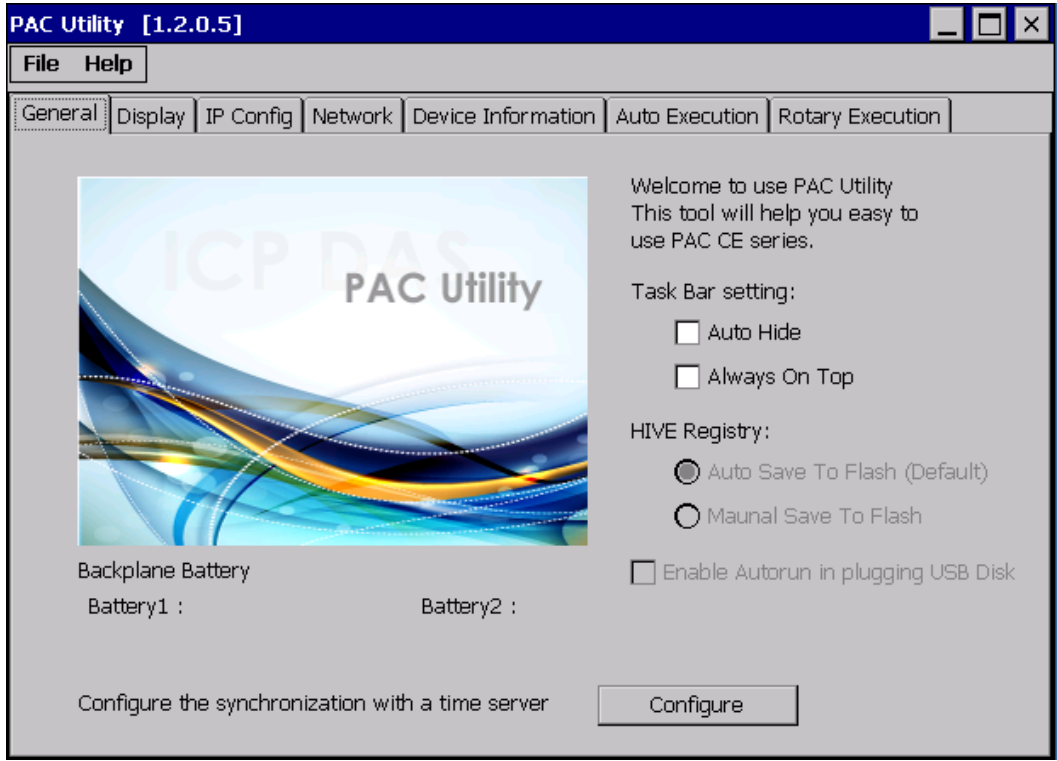 PAC Utility [1.2.0.5]
File Help
General Display IP Config Network Device Information Auto Execution Rotary Execution
ICP DAS
PAC Utility
Welcome to use PAC Utility
This tool will help you easy to
use PAC CE series.
Task Bar setting:
Auto Hide
Always On Top
HIVE Registry:
Auto Save To Flash (Default)
Maunal Save To Flash
Enable Autorun in plugging USB Disk
Backplane Battery
Battery1 : Battery2 :
Configure the synchronization with a time server Configure